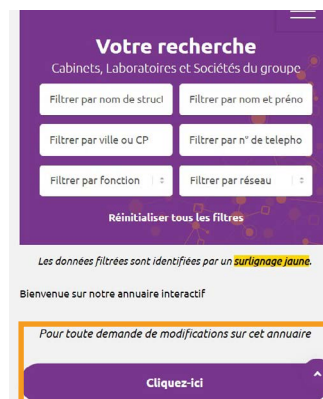 Votre recherche
Cabinets, Laboratoires et Sociétés du groupe
Filtrer par nom de struct Filtrer par nom et préno
Filtrer par ville ou CP Filtrer par n° de telepho
Filtrer par fonction Filtrer par réseau
Réinitialiser tous les filtres
Les données filtrées sont identifiées par un surlignage jaune.
Bienvenue sur notre annuaire interactif
Pour toute demande de modifications sur cet annuaire
Cliquez-ici